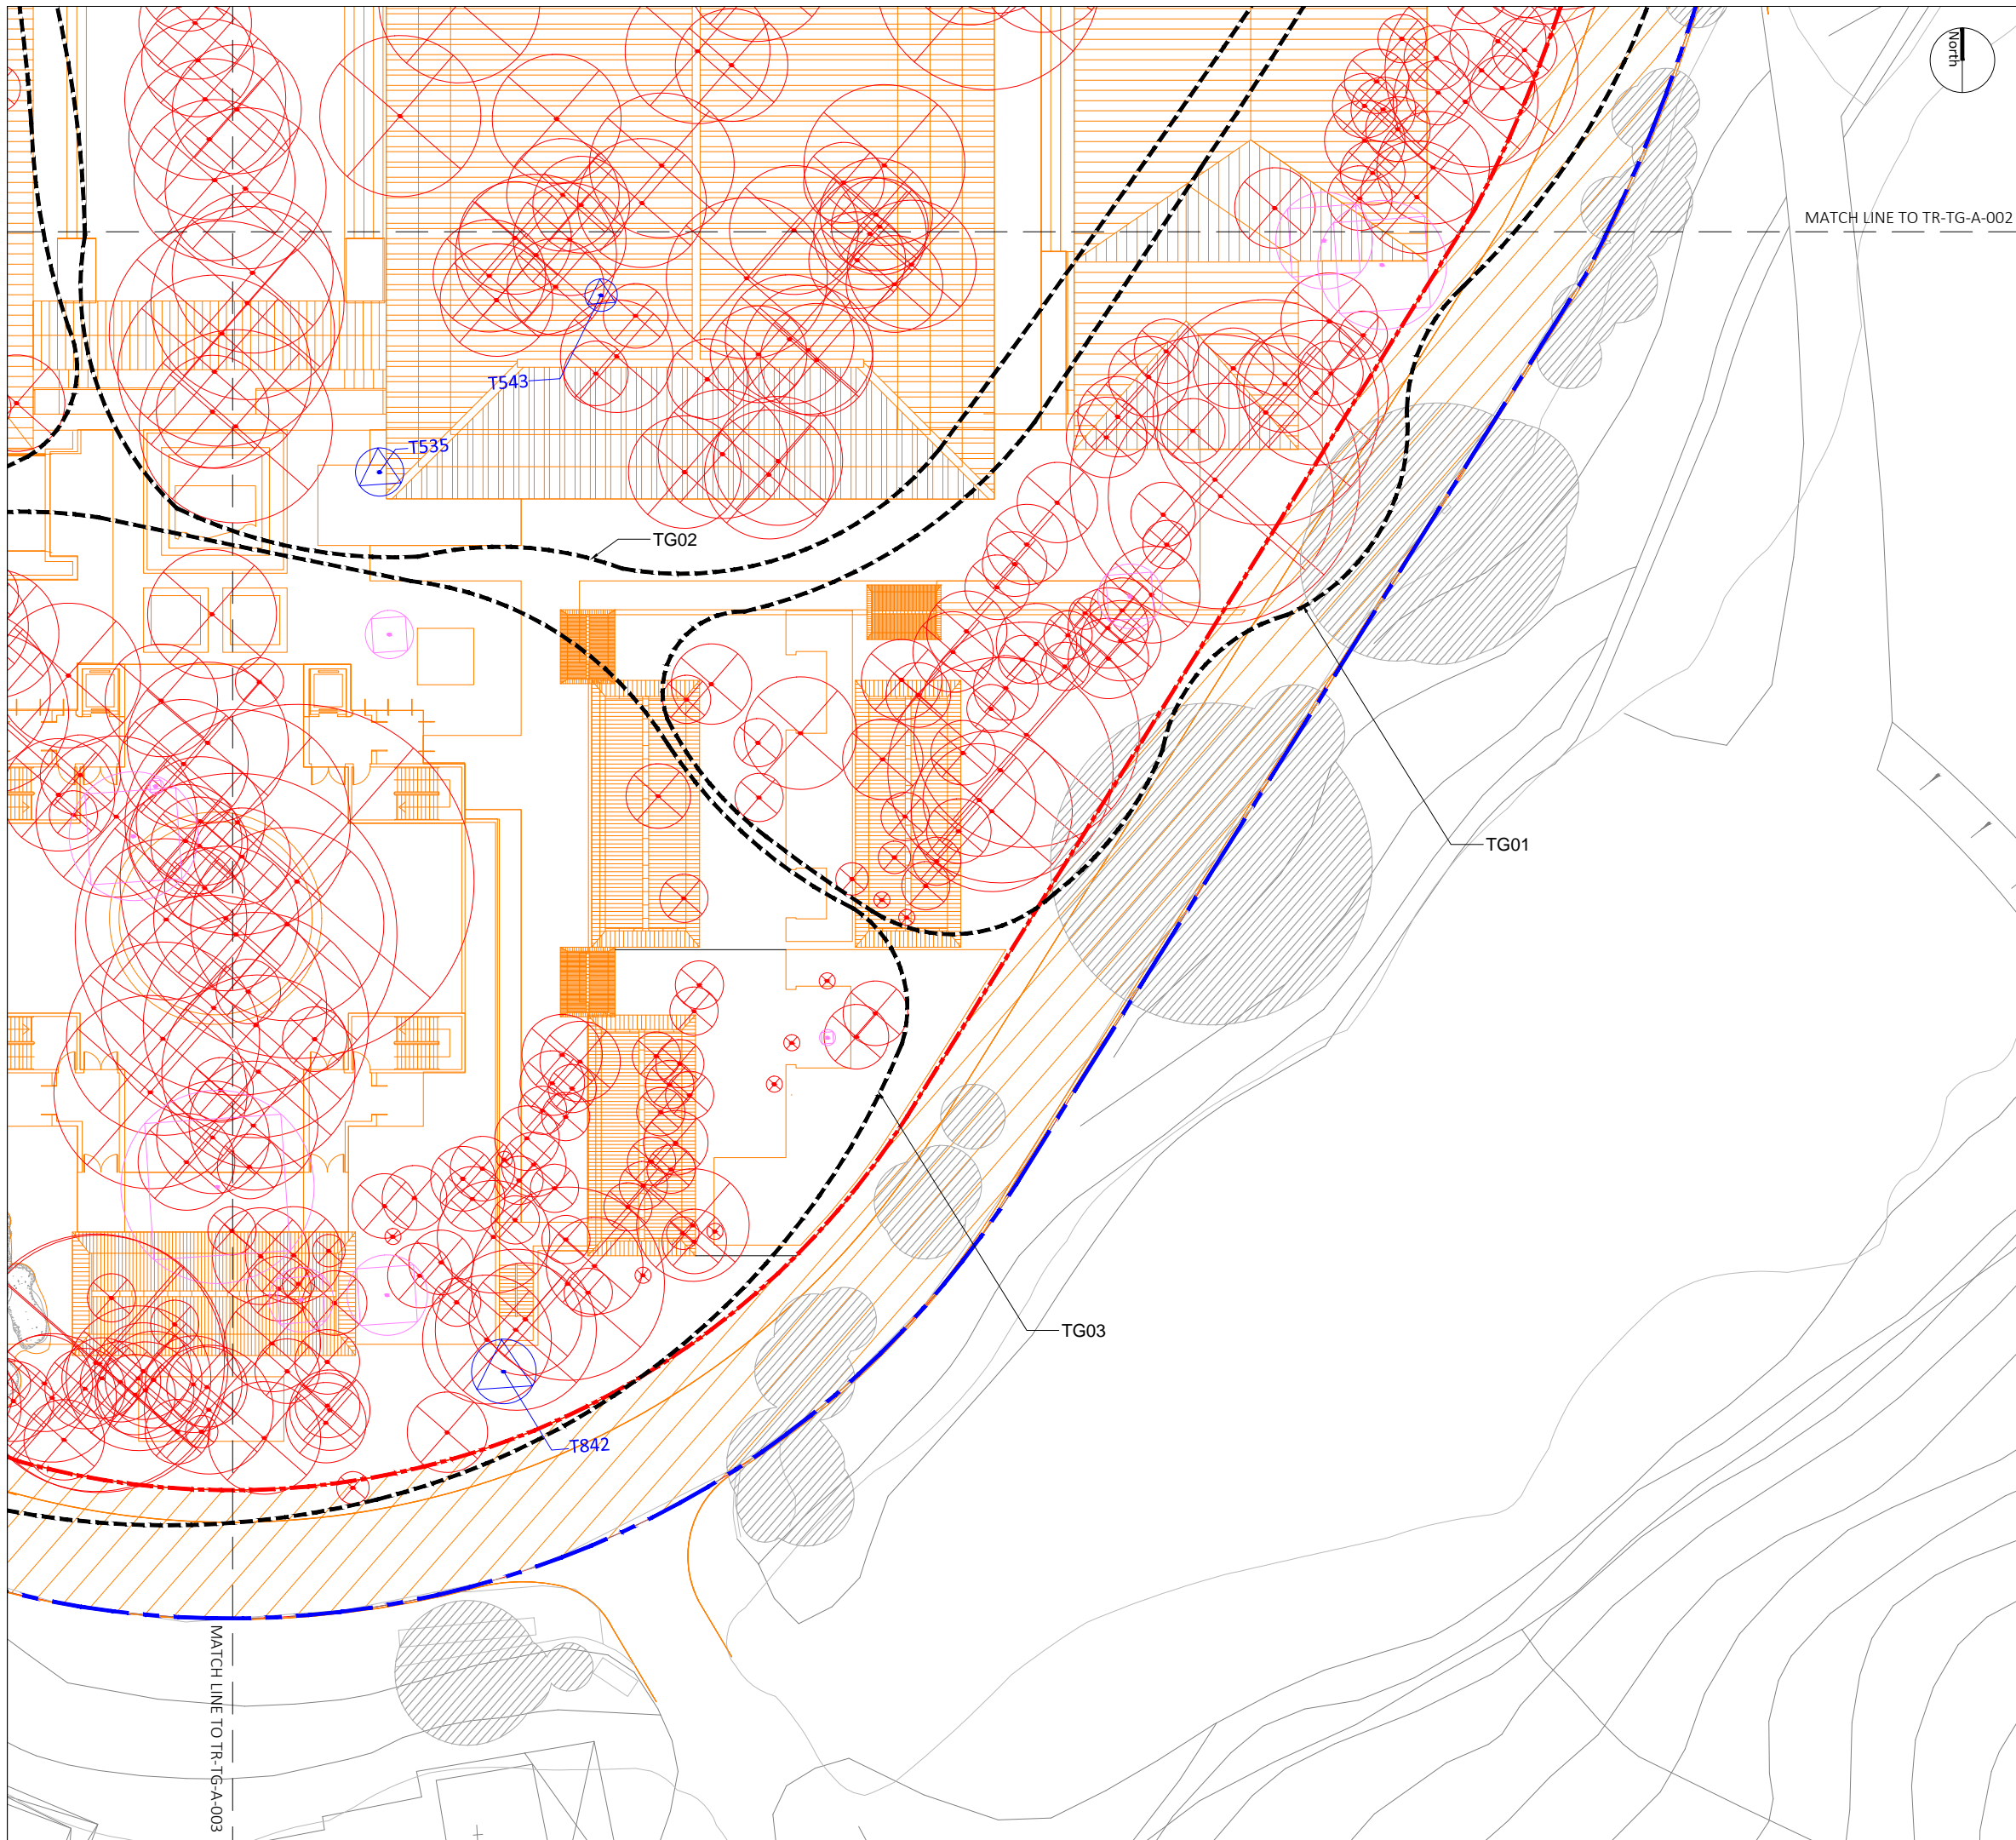 North
MATCH LINE TO TR-TG-A-002
T543
T535
TG02
TG01
TG03
T842
MATCH LINE TO TR-TG-A-003